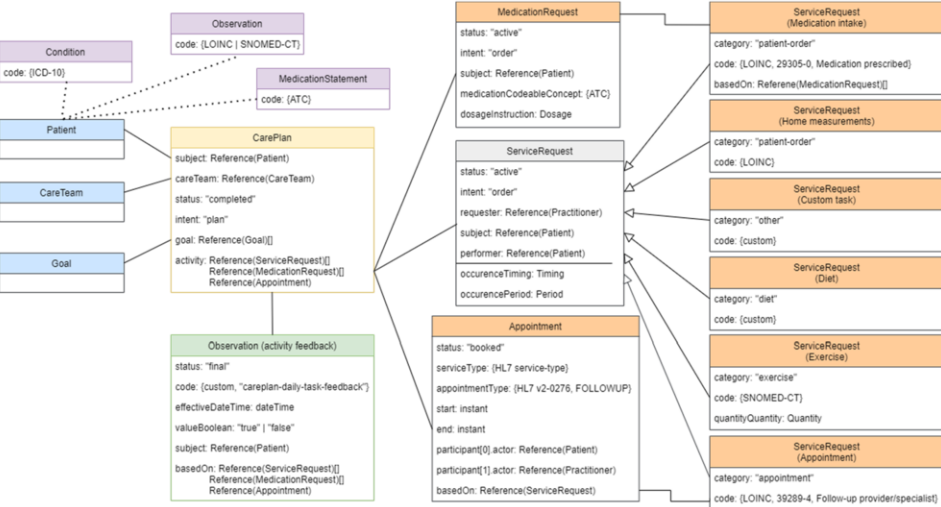 Condition
code: {ICD-10}
Observation
code: {LOINC | SNOMED-CT}
MedicationStatement
code: {ATC}
Patient
CareTeam
Goal
CarePlan
subject: Reference(Patient)
careTeam: Reference(CareTeam)
status: "completed"
intent: "plan"
goal: Reference(Goal)[]
activity: Reference(ServiceRequest)[]
Reference(MedicationRequest)[]
Reference(Appointment)
Observation (activity feedback)
status: "final"
code: {custom, "careplan-daily-task-feedback"}
effectiveDateTime: dateTime
valueBoolean: "true" | "false"
subject: Reference(Patient)
basedOn: Reference(ServiceRequest)[]
Reference(MedicationRequest)[]
Reference(Appointment)
MedicationRequest
status: "active"
intent: "order"
subject: Reference(Patient)
medicationCodeableConcept: {ATC}
dosageInstruction: Dosage
ServiceRequest
status: "active"
intent: "order"
requester: Reference(Practitioner)
subject: Reference(Patient)
performer: Reference(Patient)
occurenceTiming: Timing
occurencePeriod: Period
Appointment
status: "booked"
serviceType: {HL7 service-type}
appointmentType: {HL7 v2-0276, FOLLOWUP}
start: instant
end: instant
participant[0].actor: Reference(Patient)
participant[1].actor: Reference(Practitioner)
basedOn: Reference(ServiceRequest)
ServiceRequest
(Medication intake)
category: "patient-order"
code: {LOINC, 29305-0, Medication prescribed}
basedOn: Referene(MedicationRequest)[]
ServiceRequest
(Home measurements)
category: "patient-order"
code: {LOINC}
ServiceRequest
(Custom task)
category: "other"
code: {custom}
ServiceRequest
(Diet)
category: "diet"
code: {custom}
ServiceRequest
(Exercise)
category: "exercise"
code: {SNOMED-CT}
quantityQuantity: Quantity
ServiceRequest
(Appointment)
category: "appointment"
code: {LOINC, 39289-4, Follow-up provider/specialist}